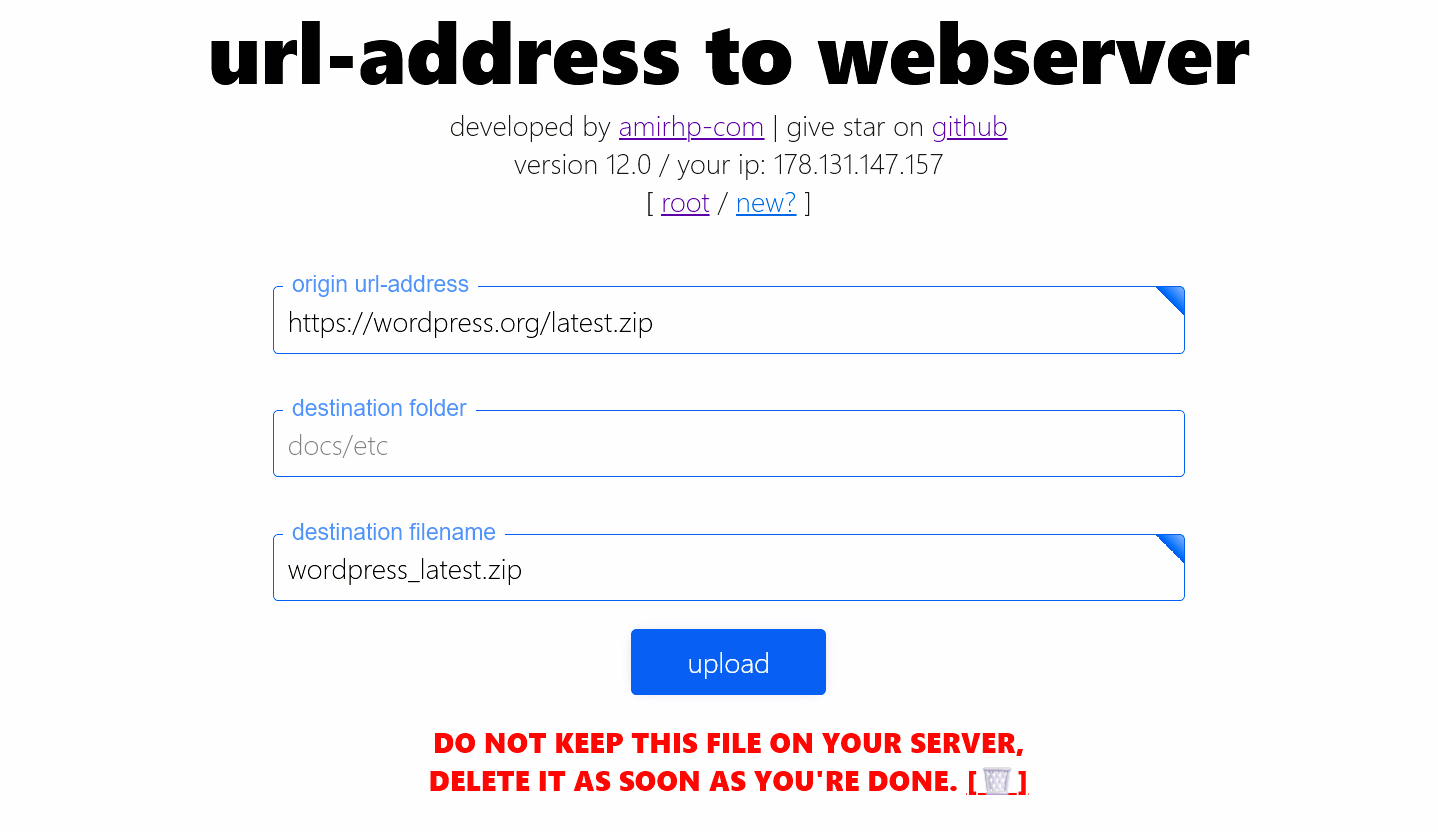 url-address to webserver
developed by amirhp-com | give star on github
version 12.0 / your ip: 178.131.147.157
[ root / new? ]
origin url-address
https://wordpress.org/latest.zip
destination folder
docs/etc
destination filename
wordpress_latest.zip
upload
DO NOT KEEP THIS FILE ON YOUR SERVER,
DELETE IT AS SOON AS YOU'RE DONE. [🗑️]